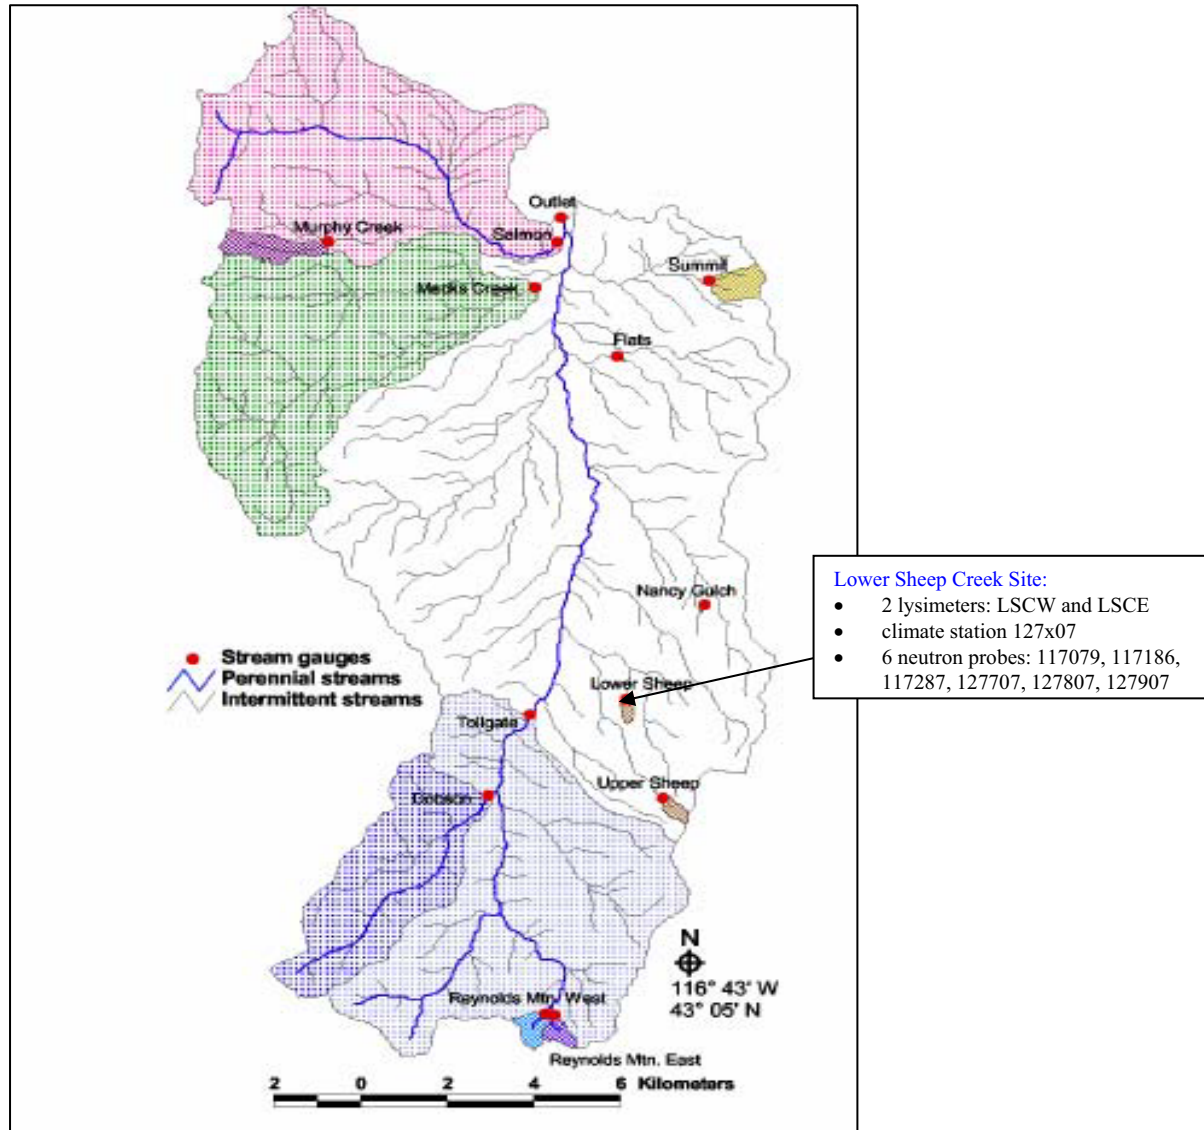 Outlet
Murphy Creek
Salmon
Summit
Macks Creek
Flats
Lower Sheep Creek Site:
• 2 lysimeters: LSCW and LSCE
• climate station 127x07
• 6 neutron probes: 117079, 117186,
117287, 127707, 127807, 127907
Nancy Gulch
Stream gauges
Perennial streams
Intermittent streams
Lower Sheep
Tollgate
Upper Sheep
Dobson
N
116° 43' W
43° 05' N
Reynolds Mtn. West
Reynolds Mtn. East
2 0 2 4 6 Kilometers